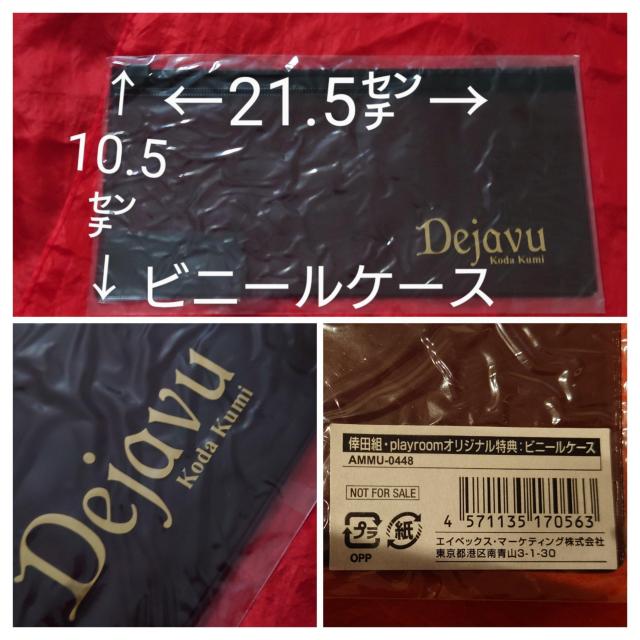 ↑ ←21.5㌢→
10.5
㌢
↓ ビニールケース
Dejavu
Koda Kumi
Dejavu
Koda Kumi
倖田組・playroomオリジナル特典：ビニールケース
AMMU-0448
NOT FOR SALE
4 571135 170563
プラ 紙
OPP
エイベックス・マーケティング株式会社
東京都港区南青山3-1-30